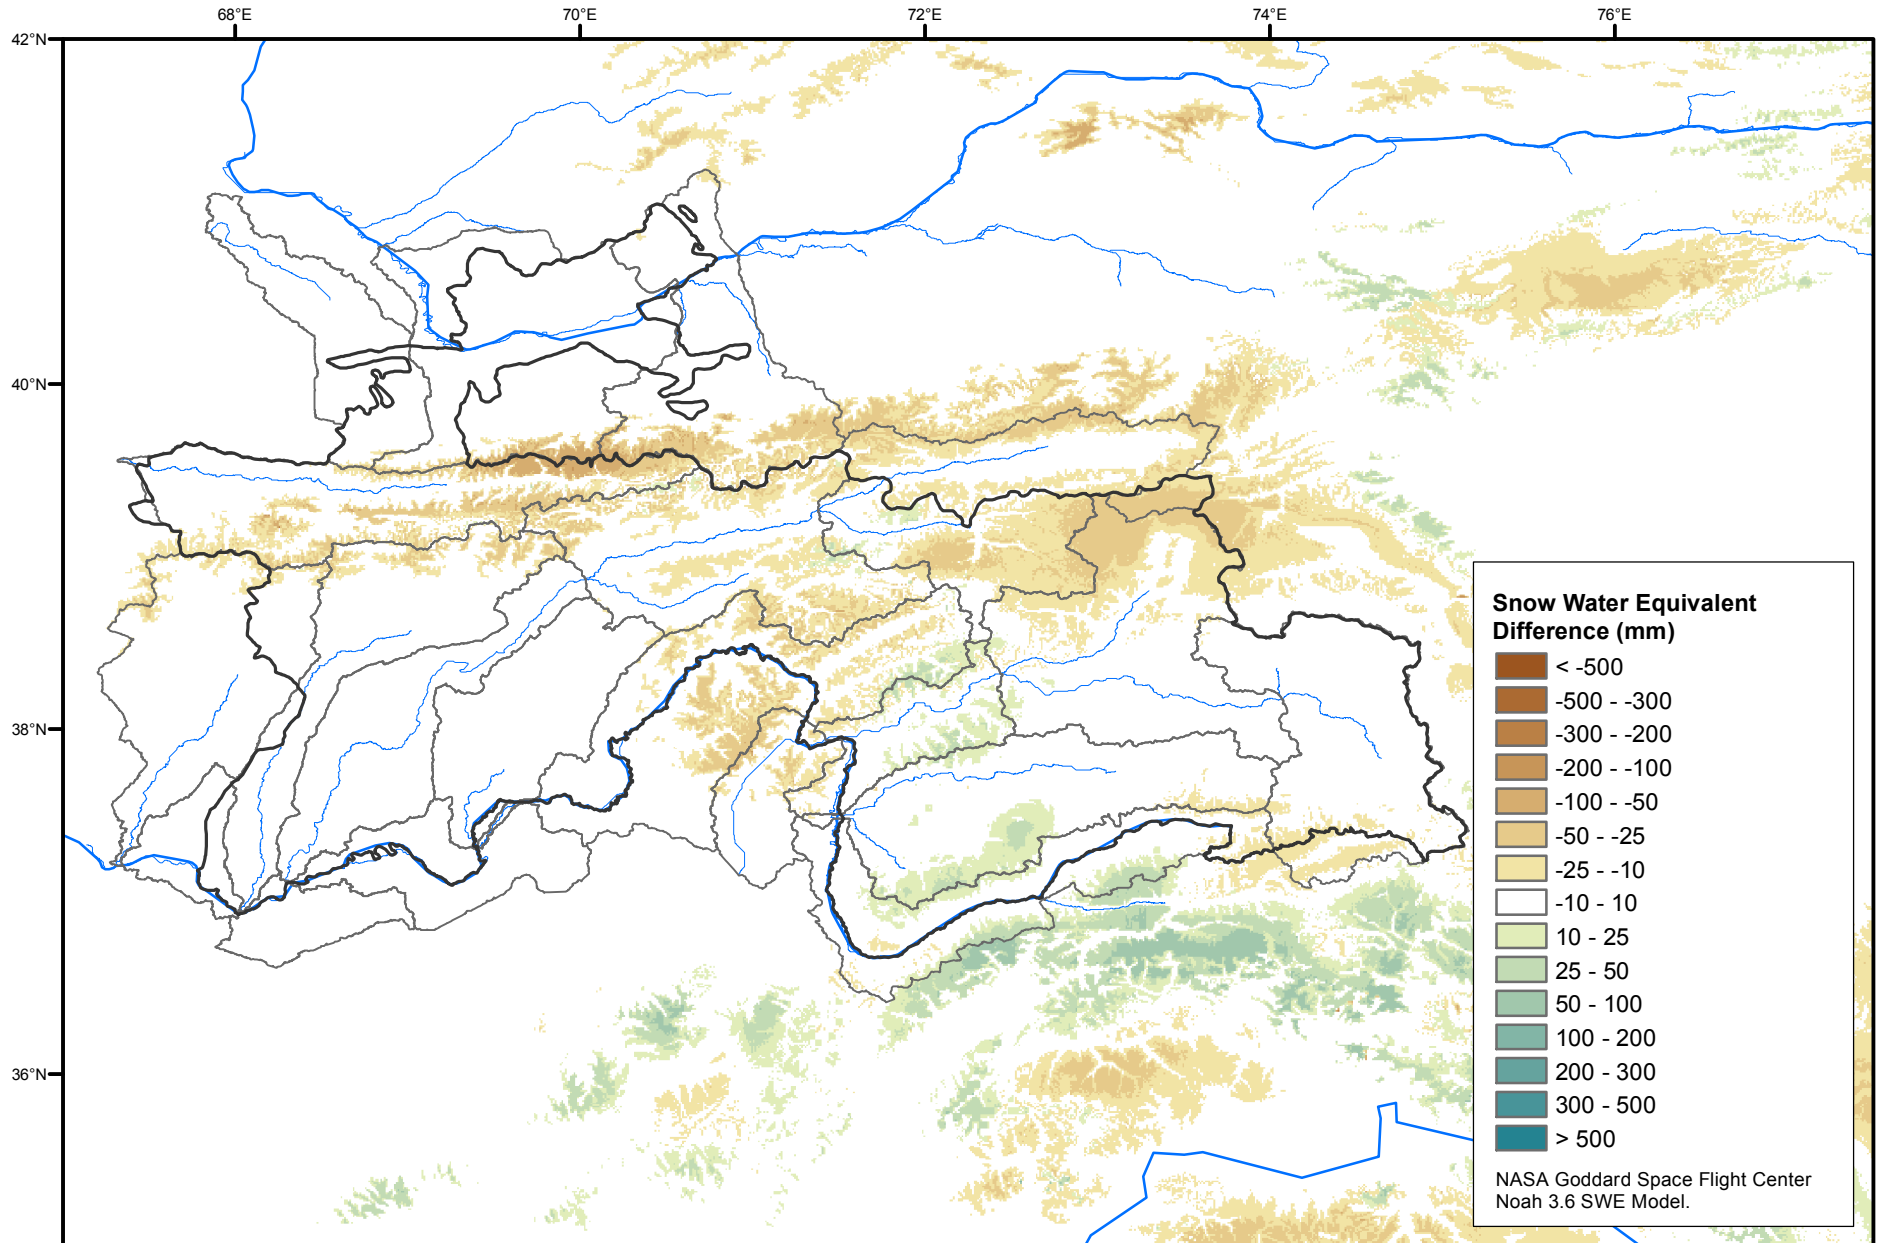 68°E 70°E 72°E 74°E 76°E
42°N
40°N
38°N
36°N
Snow Water Equivalent
Difference (mm)
< -500
-500 - -300
-300 - -200
-200 - -100
-100 - -50
-50 - -25
-25 - -10
-10 - 10
10 - 25
25 - 50
50 - 100
100 - 200
200 - 300
300 - 500
> 500
NASA Goddard Space Flight Center
Noah 3.6 SWE Model.